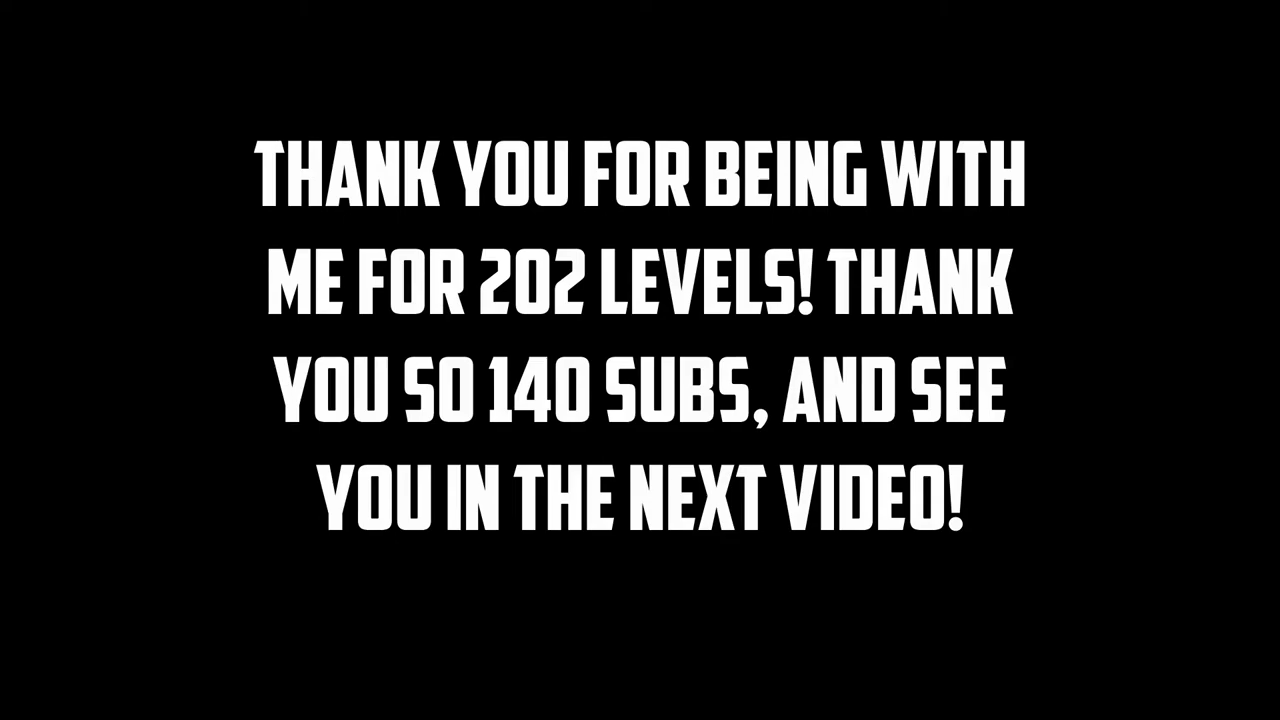 THANK YOU FOR BEING WITH
ME FOR 202 LEVELS! THANK
YOU SO 140 SUBS, AND SEE
YOU IN THE NEXT VIDEO!